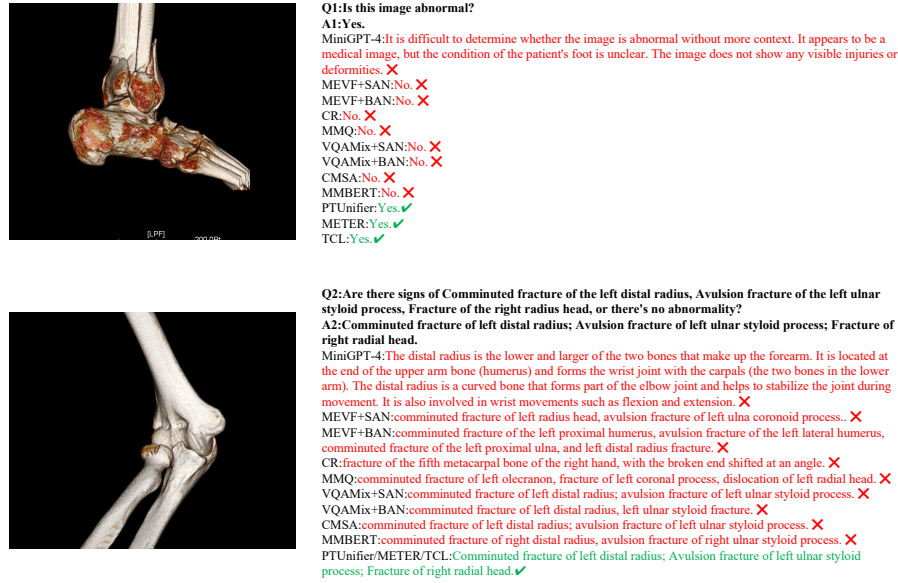 Q1:Is this image abnormal?
A1:Yes.
MiniGPT-4:It is difficult to determine whether the image is abnormal without more context. It appears to be a
medical image, but the condition of the patient's foot is unclear. The image does not show any visible injuries or
deformities. ❌
MEVF+SAN:No. ❌
MEVF+BAN:No. ❌
CR:No. ❌
MMQ:No. ❌
VQAMix+SAN:No. ❌
VQAMix+BAN:No. ❌
CMSA:No. ❌
MMBERT:No. ❌
PTUnifier:Yes.✔
METER:Yes.✔
TCL:Yes.✔
[LPF]
Q2:Are there signs of Comminuted fracture of the left distal radius, Avulsion fracture of the left ulnar
styloid process, Fracture of the right radius head, or there's no abnormality?
A2:Comminuted fracture of left distal radius; Avulsion fracture of left ulnar styloid process; Fracture of
right radial head.
MiniGPT-4:The distal radius is the lower and larger of the two bones that make up the forearm. It is located at
the end of the upper arm bone (humerus) and forms the wrist joint with the carpals (the two bones in the lower
arm). The distal radius is a curved bone that forms part of the elbow joint and helps to stabilize the joint during
movement. It is also involved in wrist movements such as flexion and extension. ❌
MEVF+SAN:comminuted fracture of left radius head, avulsion fracture of left ulna coronoid process.. ❌
MEVF+BAN:comminuted fracture of the left proximal humerus, avulsion fracture of the left lateral humerus,
comminuted fracture of the left proximal ulna, and left distal radius fracture. ❌
CR:fracture of the fifth metacarpal bone of the right hand, with the broken end shifted at an angle. ❌
MMQ:comminuted fracture of left olecranon, fracture of left coronal process, dislocation of left radial head. ❌
VQAMix+SAN:comminuted fracture of left distal radius; avulsion fracture of left ulnar styloid process. ❌
VQAMix+BAN:comminuted fracture of left distal radius, left ulnar styloid fracture. ❌
CMSA:comminuted fracture of left distal radius; avulsion fracture of left ulnar styloid process. ❌
MMBERT:comminuted fracture of right distal radius, avulsion fracture of right ulnar styloid process. ❌
PTUnifier/METER/TCL:Comminuted fracture of left distal radius; Avulsion fracture of left ulnar styloid
process; Fracture of right radial head.✔